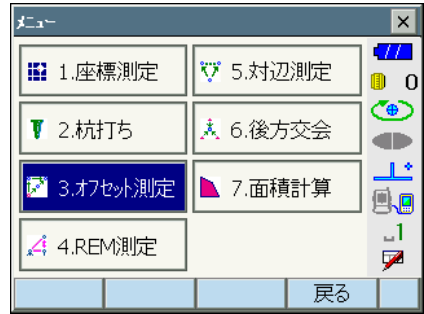 メニュー
1.座標測定
5.対辺測定
0
2.杭打ち
6.後方交会
3.オフセット測定
7.面積計算
4.REM測定
1
戻る